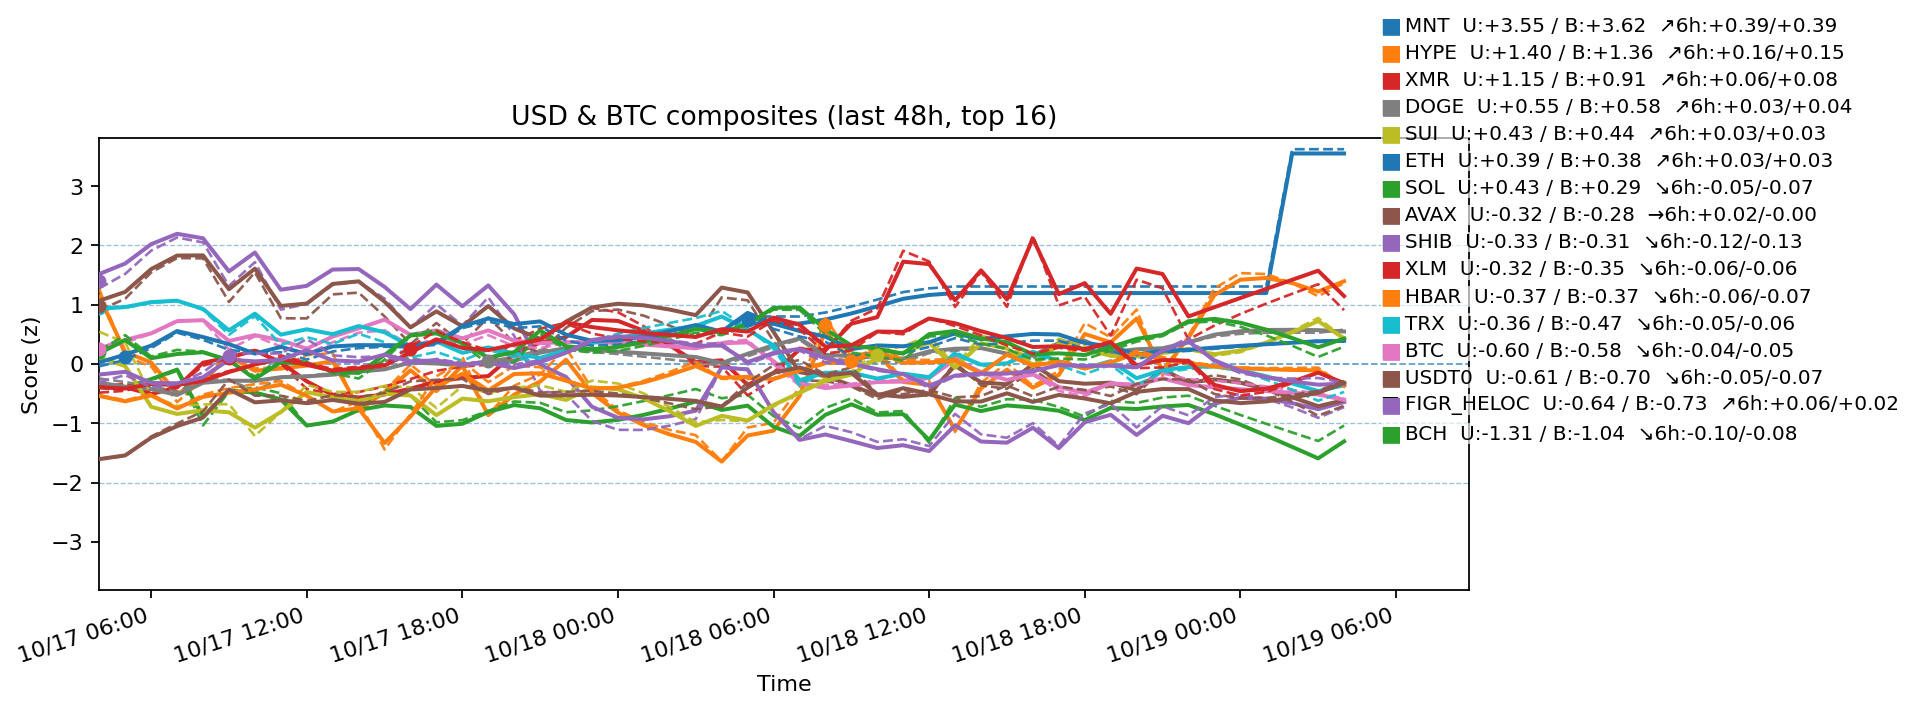 MNT  U:+3.55 / B:+3.62  ↗6h:+0.39/+0.39
HYPE  U:+1.40 / B:+1.36  ↗6h:+0.16/+0.15
XMR  U:+1.15 / B:+0.91  ↗6h:+0.06/+0.08
DOGE  U:+0.55 / B:+0.58  ↗6h:+0.03/+0.04
SUI  U:+0.43 / B:+0.44  ↗6h:+0.03/+0.03
ETH  U:+0.39 / B:+0.38  ↗6h:+0.03/+0.03
SOL  U:+0.43 / B:+0.29  ↘6h:-0.05/-0.07
AVAX  U:-0.32 / B:-0.28  →6h:+0.02/-0.00
SHIB  U:-0.33 / B:-0.31  ↘6h:-0.12/-0.13
XLM  U:-0.32 / B:-0.35  ↘6h:-0.06/-0.06
HBAR  U:-0.37 / B:-0.37  ↘6h:-0.06/-0.07
TRX  U:-0.36 / B:-0.47  ↘6h:-0.05/-0.06
BTC  U:-0.60 / B:-0.58  ↘6h:-0.04/-0.05
USDT0  U:-0.61 / B:-0.70  ↘6h:-0.05/-0.07
FIGR_HELOC  U:-0.64 / B:-0.73  ↗6h:+0.06/+0.02
BCH  U:-1.31 / B:-1.04  ↘6h:-0.10/-0.08
USD & BTC composites (last 48h, top 16)
Score (z)
3
2
1
0
−1
−2
−3
10/17 06:00
10/17 12:00
10/17 18:00
10/18 00:00
10/18 06:00
10/18 12:00
10/18 18:00
10/19 00:00
10/19 06:00
Time